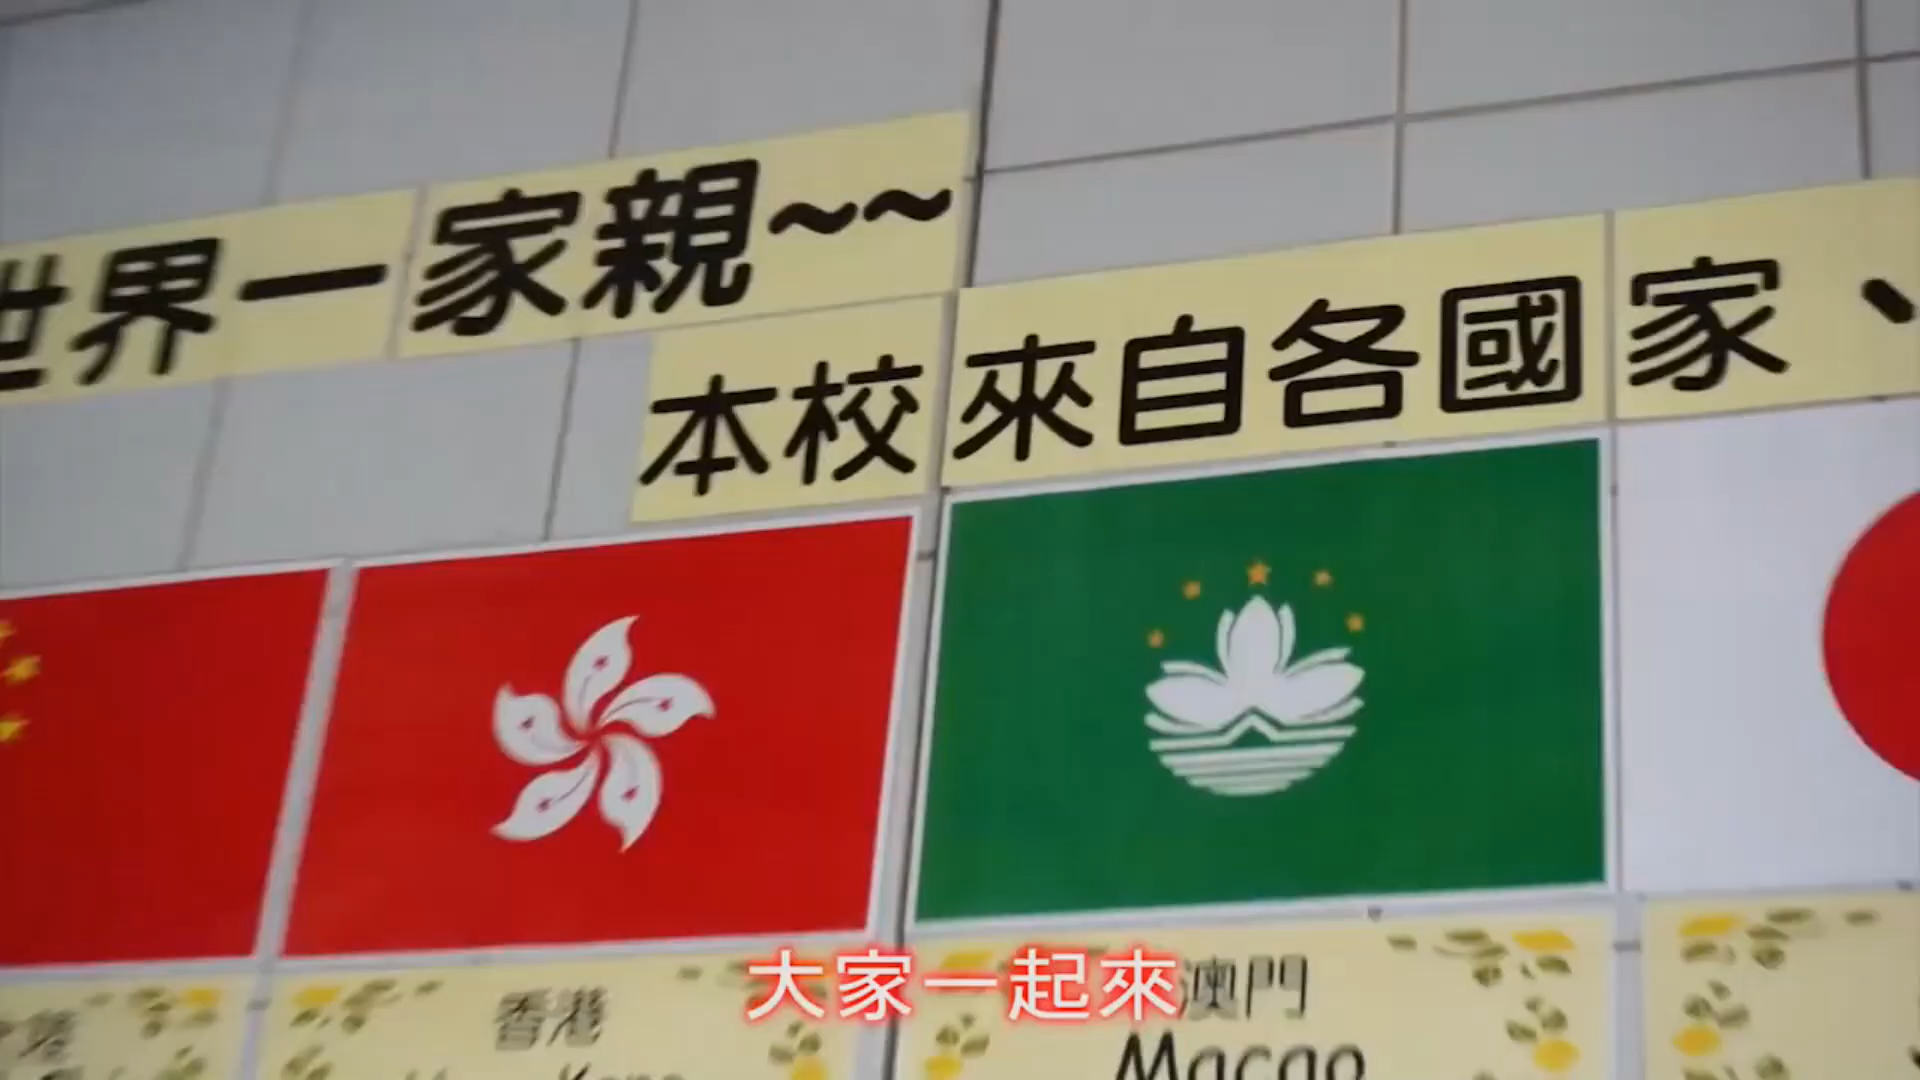 世界一家親~~
本校來自各國家、
大家一起來
香港
澳門
Macao